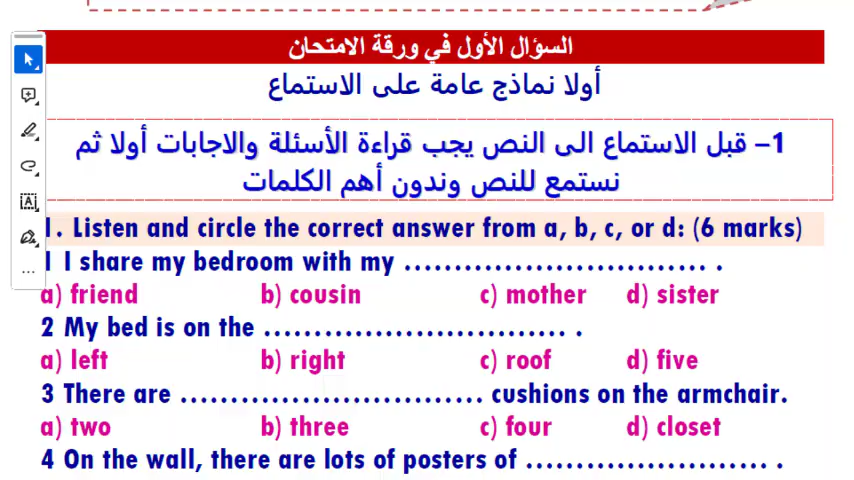 السؤال الأول في ورقة الامتحان
أولا نماذج عامة على الاستماع
1– قبل الاستماع الى النص يجب قراءة الأسئلة والاجابات أولا ثم
نستمع للنص وندون أهم الكلمات
1. Listen and circle the correct answer from a, b, c, or d: (6 marks)
1 I share my bedroom with my .............................. .
a) friend b) cousin c) mother d) sister
2 My bed is on the .............................. .
a) left b) right c) roof d) five
3 There are .............................. cushions on the armchair.
a) two b) three c) four d) closet
4 On the wall, there are lots of posters of ........................ .